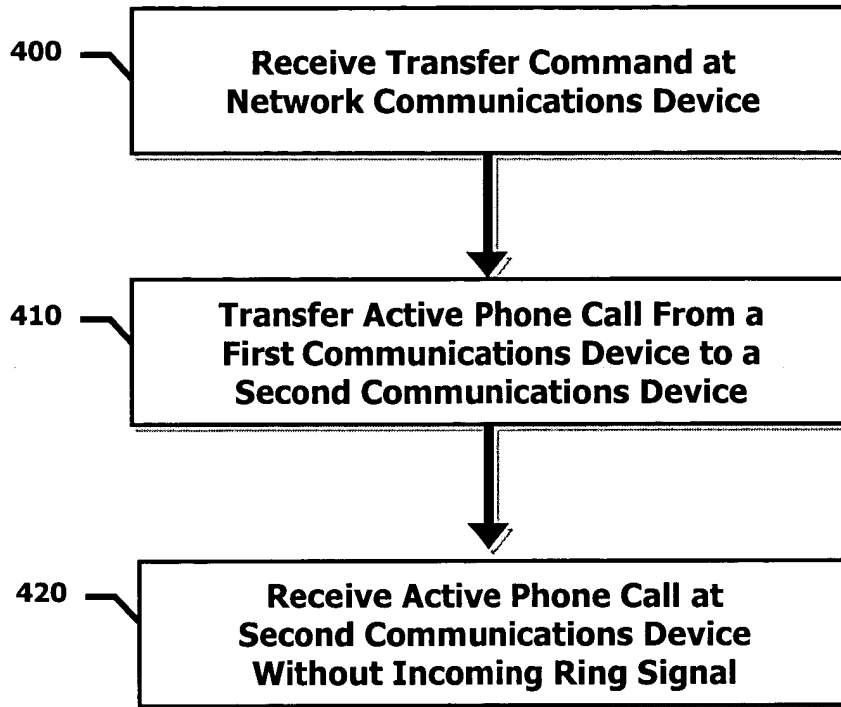 400
Receive Transfer Command at
Network Communications Device
410
Transfer Active Phone Call From a
First Communications Device to a
Second Communications Device
420
Receive Active Phone Call at
Second Communications Device
Without Incoming Ring Signal